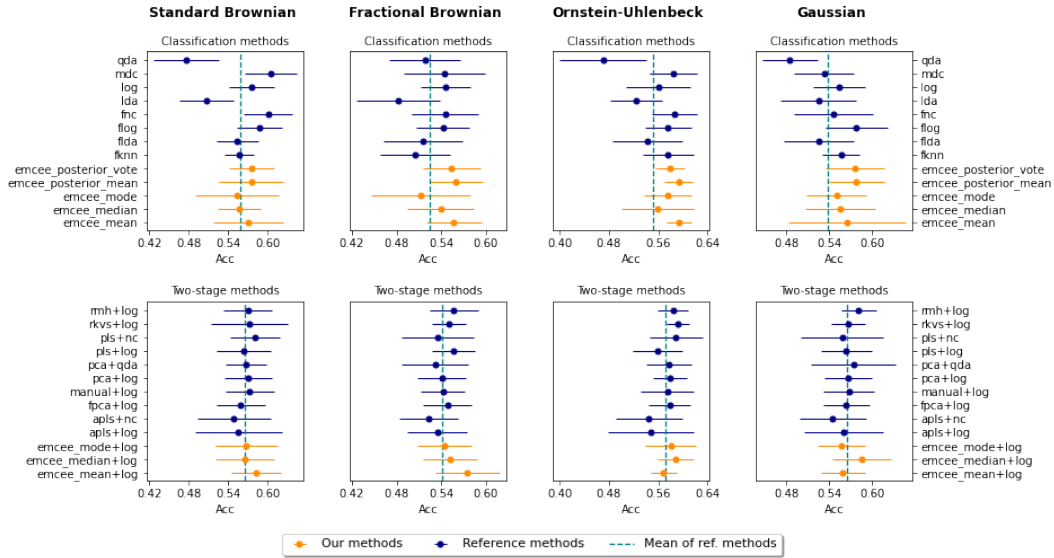 Standard Brownian
Fractional Brownian
Ornstein-Uhlenbeck
Gaussian
Classification methods
Classification methods
Classification methods
Classification methods
qda
mdc
log
lda
fnc
flog
flda
fknn
emcee_posterior_vote
emcee_posterior_mean
emcee_mode
emcee_median
emcee_mean
qda
mdc
log
lda
fnc
flog
flda
fknn
emcee_posterior_vote
emcee_posterior_mean
emcee_mode
emcee_median
emcee_mean
0.42 0.48 0.54 0.60
0.42 0.48 0.54 0.60
0.40 0.48 0.56 0.64
0.48 0.54 0.60
Acc
Acc
Acc
Acc
Two-stage methods
Two-stage methods
Two-stage methods
Two-stage methods
rmh+log
rkvs+log
pls+nc
pls+log
pca+qda
pca+log
manual+log
fpca+log
apls+nc
apls+log
emcee_mode+log
emcee_median+log
emcee_mean+log
rmh+log
rkvs+log
pls+nc
pls+log
pca+qda
pca+log
manual+log
fpca+log
apls+nc
apls+log
emcee_mode+log
emcee_median+log
emcee_mean+log
0.42 0.48 0.54 0.60
0.42 0.48 0.54 0.60
0.40 0.48 0.56 0.64
0.48 0.54 0.60
Acc
Acc
Acc
Acc
Our methods
Reference methods
Mean of ref. methods